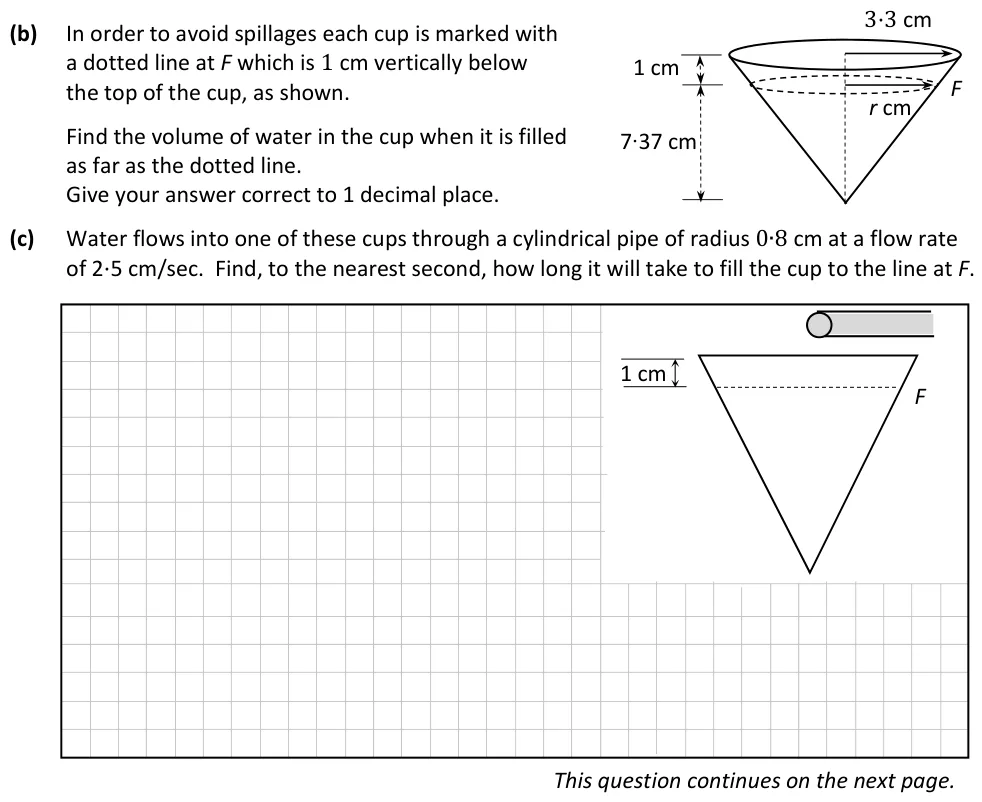 (b) In order to avoid spillages each cup is marked with
a dotted line at F which is 1 cm vertically below
the top of the cup, as shown.
Find the volume of water in the cup when it is filled
as far as the dotted line.
Give your answer correct to 1 decimal place.
3·3 cm
1 cm
F
r cm
7·37 cm
(c) Water flows into one of these cups through a cylindrical pipe of radius 0·8 cm at a flow rate
of 2·5 cm/sec. Find, to the nearest second, how long it will take to fill the cup to the line at F.
1 cm
F
This question continues on the next page.